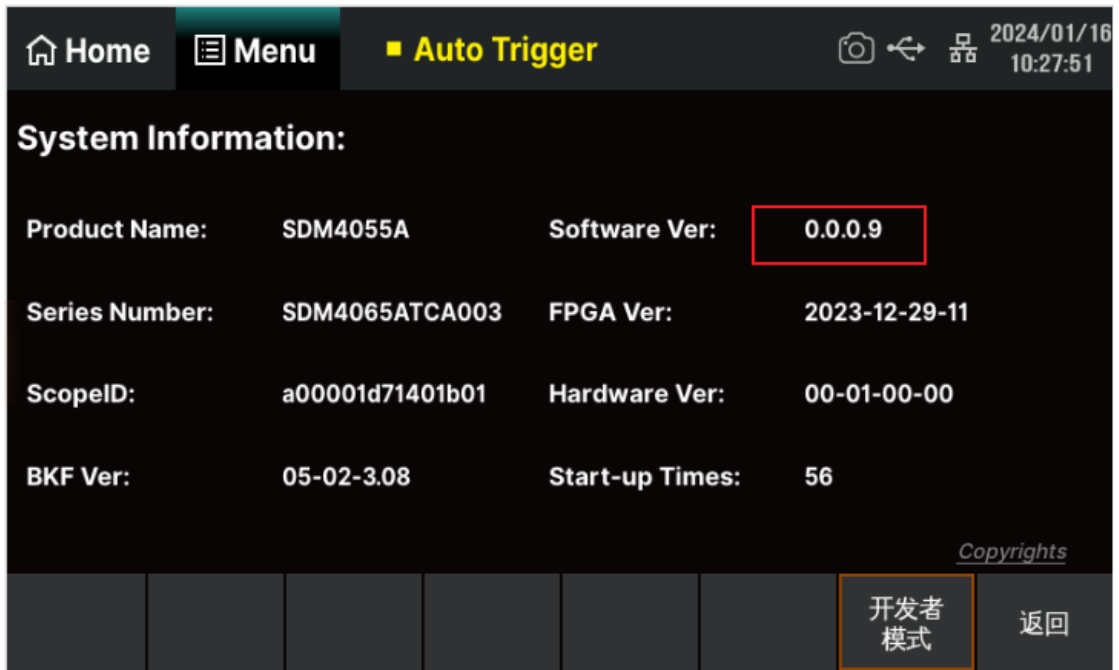 Home Menu Auto Trigger 2024/01/16
10:27:51
System Information:
Product Name: SDM4055A Software Ver: 0.0.0.9
Series Number: SDM4065ATCA003 FPGA Ver: 2023-12-29-11
ScopeID: a00001d71401b01 Hardware Ver: 00-01-00-00
BKF Ver: 05-02-3.08 Start-up Times: 56
Copyrights
开发者
模式
返回